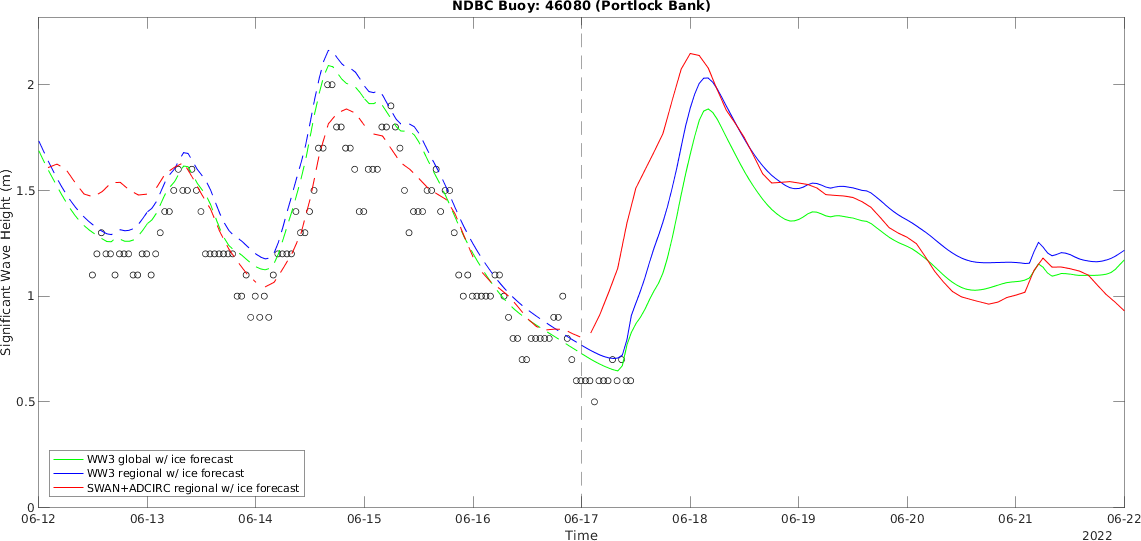 NDBC Buoy: 46080 (Portlock Bank)
Significant Wave Height (m)
2
1.5
1
0.5
0
WW3 global w/ ice forecast
WW3 regional w/ ice forecast
SWAN+ADCIRC regional w/ ice forecast
06-12 06-13 06-14 06-15 06-16 06-17 06-18 06-19 06-20 06-21 06-22
Time
2022